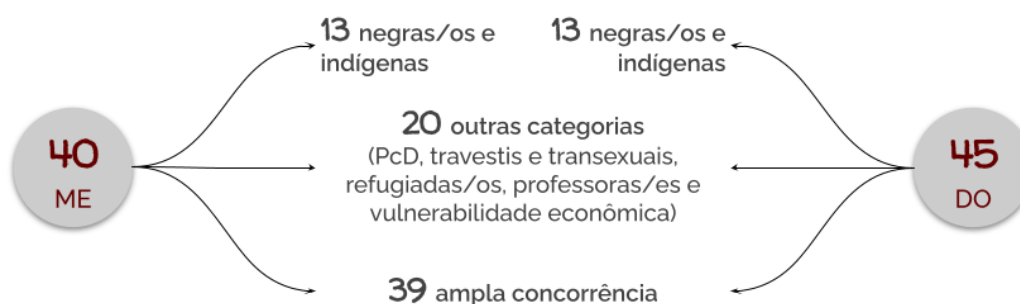 13 negras/os e
indígenas
13 negras/os e
indígenas
40
ME
20 outras categorias
(PcD, travestis e transexuais,
refugiadas/os, professoras/es e
vulnerabilidade econômica)
45
DO
39 ampla concorrência